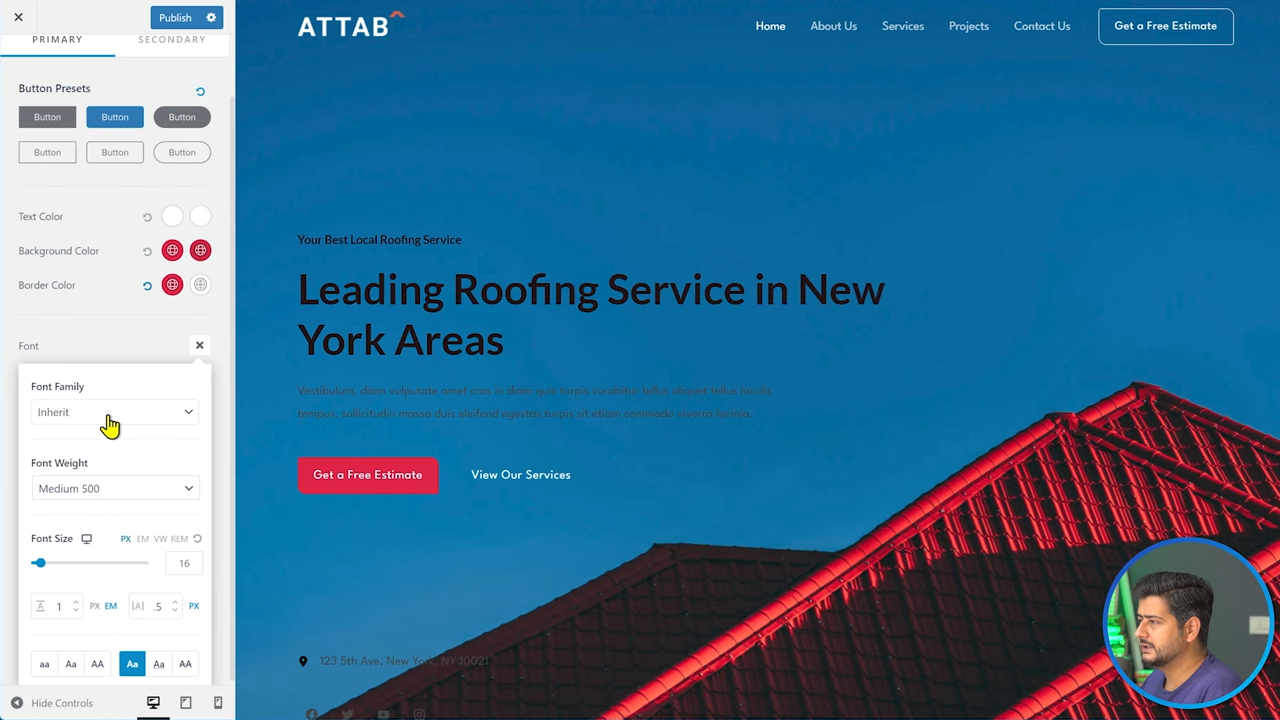 Publish
PRIMARY
SECONDARY
Button Presets
Button
Button
Button
Button
Button
Button
Text Color
Background Color
Border Color
Font
Font Family
Inherit
Font Weight
Medium 500
Font Size
PX EM VW REM
16
1
PX EM
.5
PX
aa
Aa
AA
Aa
Aa
AA
Hide Controls
ATTAB
Home
About Us
Services
Projects
Contact Us
Get a Free Estimate
Your Best Local Roofing Service
Leading Roofing Service in New
York Areas
Vestibulum, diam vulputate amet cras in diam quis turpis curabitur tellus aliquet tellus iaculis
tempus, sollicitudin massa duis eleifend egestas turpis sit etiam commodo viverra lacinia.
Get a Free Estimate
View Our Services
123 5th Ave, New York, NY 10021